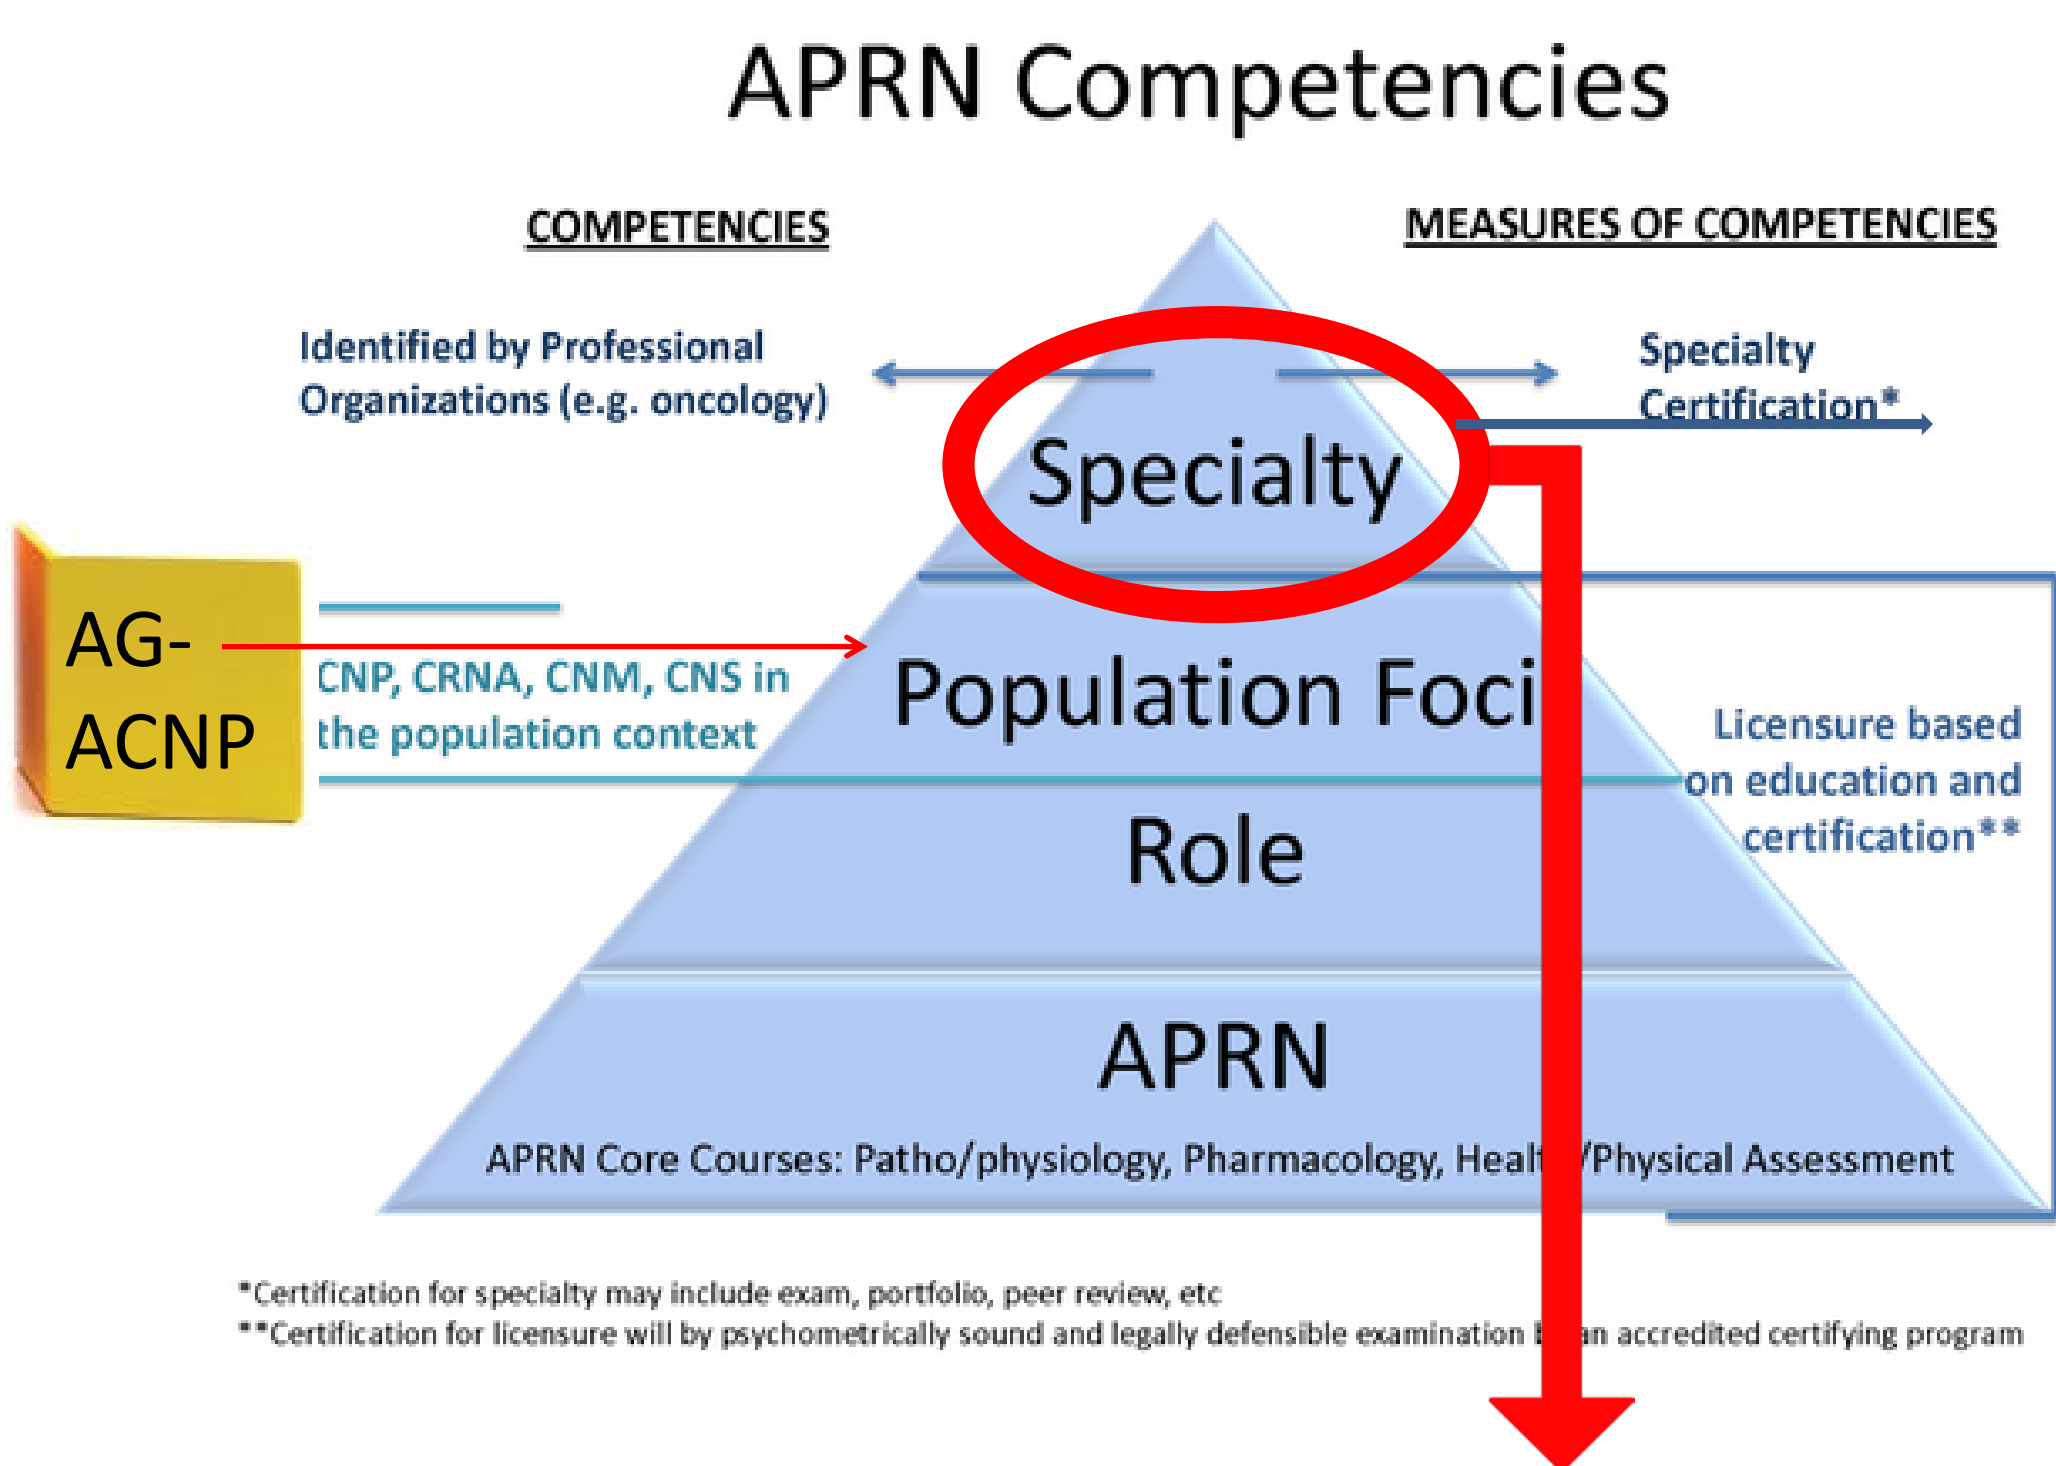 APRN Competencies
COMPETENCIES
MEASURES OF COMPETENCIES
Identified by Professional
Organizations (e.g. oncology)
Specialty
Certification*
Specialty
AG-
ACNP
CNP, CRNA, CNM, CNS in
the population context
Population Foci
Licensure based
on education and
certification**
Role
APRN
APRN Core Courses: Patho/physiology, Pharmacology, Healt /Physical Assessment
*Certification for specialty may include exam, portfolio, peer review, etc
**Certification for licensure will by psychometrically sound and legally defensible examination an accredited certifying program